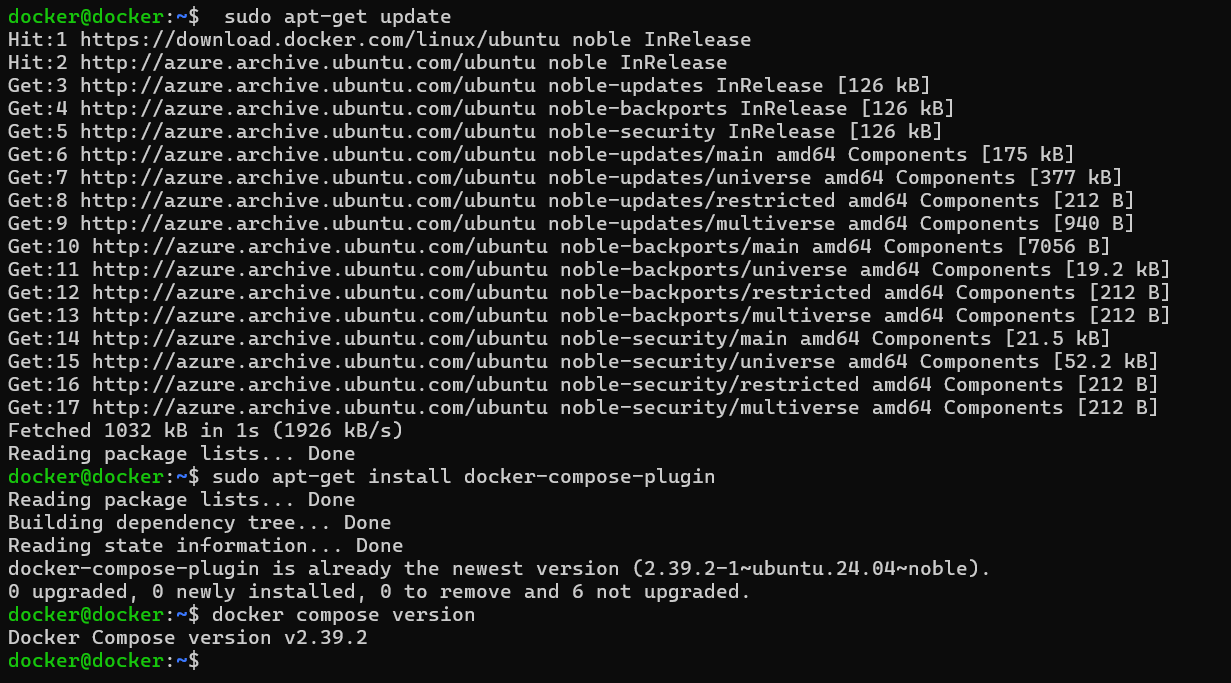 docker@docker:~$  sudo apt-get update
Hit:1 https://download.docker.com/linux/ubuntu noble InRelease
Hit:2 http://azure.archive.ubuntu.com/ubuntu noble InRelease
Get:3 http://azure.archive.ubuntu.com/ubuntu noble-updates InRelease [126 kB]
Get:4 http://azure.archive.ubuntu.com/ubuntu noble-backports InRelease [126 kB]
Get:5 http://azure.archive.ubuntu.com/ubuntu noble-security InRelease [126 kB]
Get:6 http://azure.archive.ubuntu.com/ubuntu noble-updates/main amd64 Components [175 kB]
Get:7 http://azure.archive.ubuntu.com/ubuntu noble-updates/universe amd64 Components [377 kB]
Get:8 http://azure.archive.ubuntu.com/ubuntu noble-updates/restricted amd64 Components [212 B]
Get:9 http://azure.archive.ubuntu.com/ubuntu noble-updates/multiverse amd64 Components [940 B]
Get:10 http://azure.archive.ubuntu.com/ubuntu noble-backports/main amd64 Components [7056 B]
Get:11 http://azure.archive.ubuntu.com/ubuntu noble-backports/universe amd64 Components [19.2 kB]
Get:12 http://azure.archive.ubuntu.com/ubuntu noble-backports/restricted amd64 Components [212 B]
Get:13 http://azure.archive.ubuntu.com/ubuntu noble-backports/multiverse amd64 Components [212 B]
Get:14 http://azure.archive.ubuntu.com/ubuntu noble-security/main amd64 Components [21.5 kB]
Get:15 http://azure.archive.ubuntu.com/ubuntu noble-security/universe amd64 Components [52.2 kB]
Get:16 http://azure.archive.ubuntu.com/ubuntu noble-security/restricted amd64 Components [212 B]
Get:17 http://azure.archive.ubuntu.com/ubuntu noble-security/multiverse amd64 Components [212 B]
Fetched 1032 kB in 1s (1926 kB/s)
Reading package lists... Done
docker@docker:~$ sudo apt-get install docker-compose-plugin
Reading package lists... Done
Building dependency tree... Done
Reading state information... Done
docker-compose-plugin is already the newest version (2.39.2-1~ubuntu.24.04~noble).
0 upgraded, 0 newly installed, 0 to remove and 6 not upgraded.
docker@docker:~$ docker compose version
Docker Compose version v2.39.2
docker@docker:~$